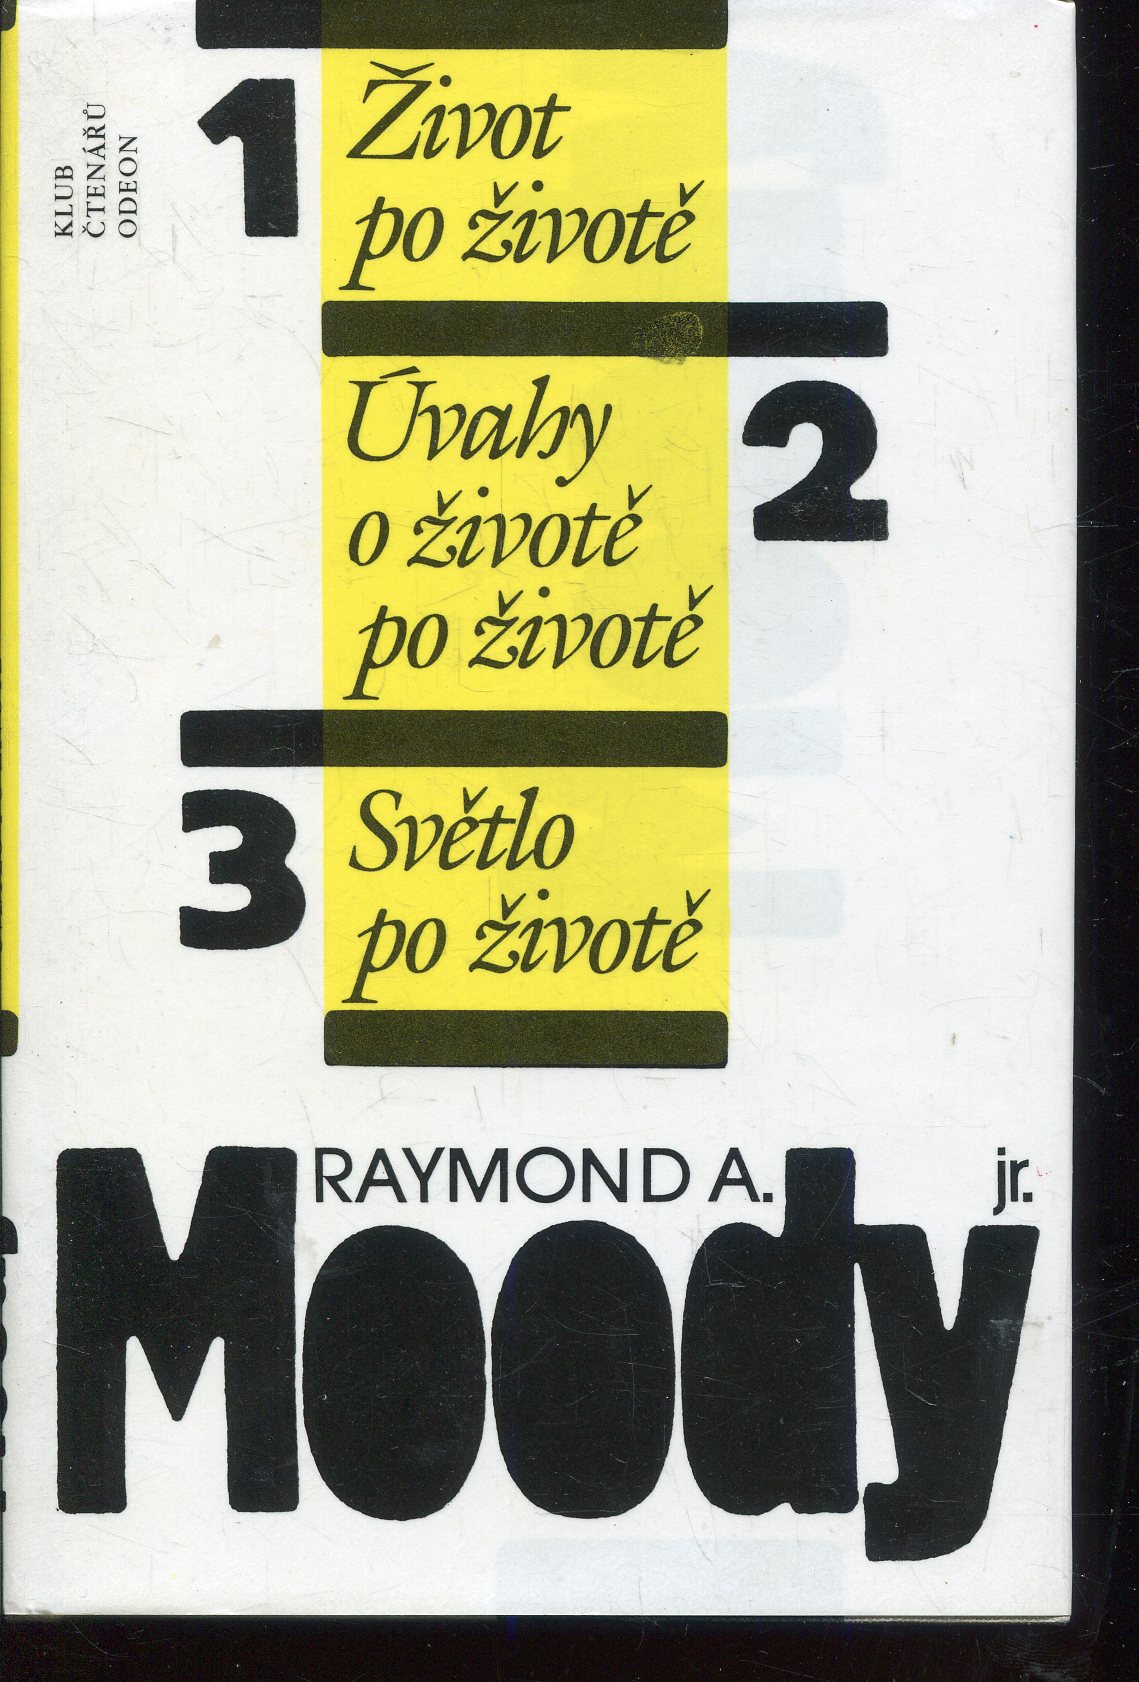 KLUB
ČTENÁŘŮ
ODEON
1
Život
po životě
2
Úvahy
o životě
po životě
3
Světlo
po životě
RAYMOND A.
jr.
Moody